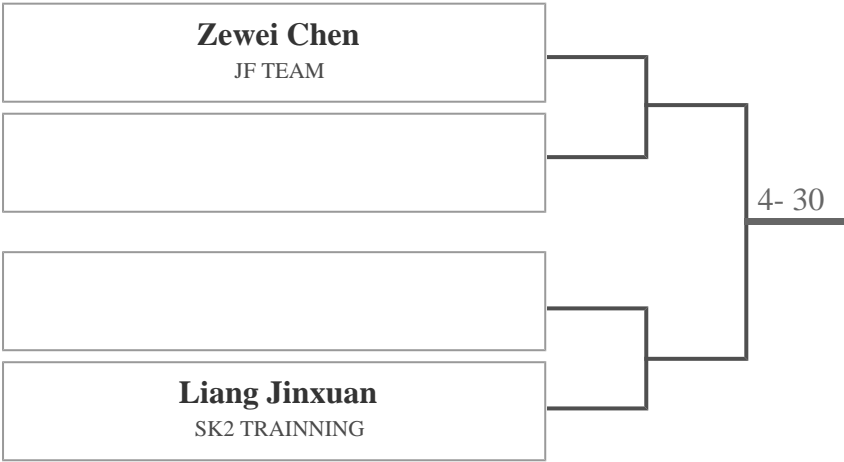 Zewei Chen
JF TEAM
4- 30
Liang Jinxuan
SK2 TRAINNING